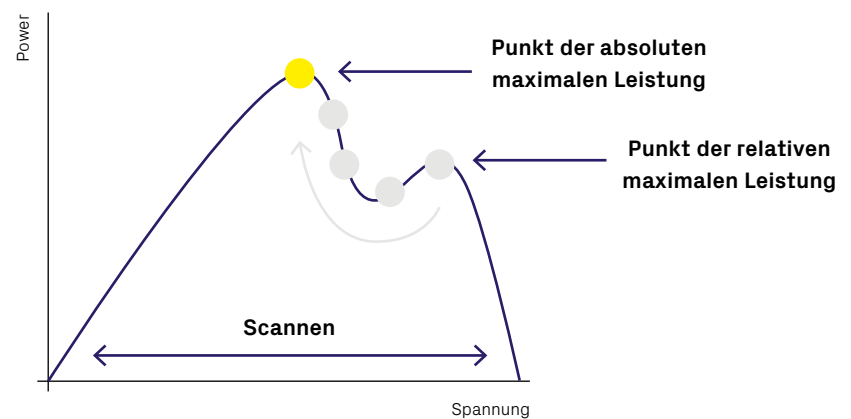 Power
Punkt der absoluten
maximalen Leistung
Punkt der relativen
maximalen Leistung
Scannen
Spannung